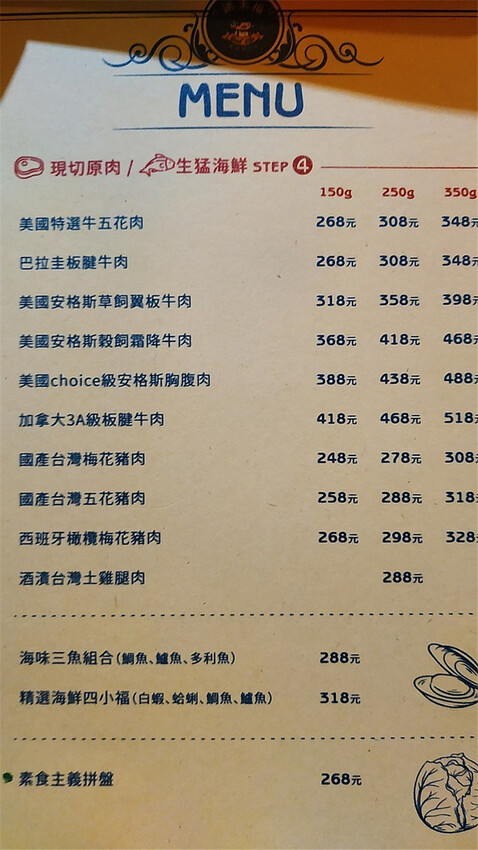 MENU
現切原肉 / 生猛海鮮 STEP 4
150g 250g 350g
美國特選牛五花肉 268元 308元 348元
巴拉圭板腱牛肉 268元 308元 348元
美國安格斯草飼翼板牛肉 318元 358元 398元
美國安格斯穀飼霜降牛肉 368元 418元 468元
美國choice級安格斯胸腹肉 388元 438元 488元
加拿大3A級板腱牛肉 418元 468元 518元
國產台灣梅花豬肉 248元 278元 308元
國產台灣五花豬肉 258元 288元 318元
西班牙橄欖梅花豬肉 268元 298元 328元
酒漬台灣土雞腿肉 288元
海味三魚組合(鯛魚、鱸魚、多利魚) 288元
精選海鮮四小福(白蝦、蛤蜊、鯛魚、鱸魚) 318元
素食主義拼盤 268元